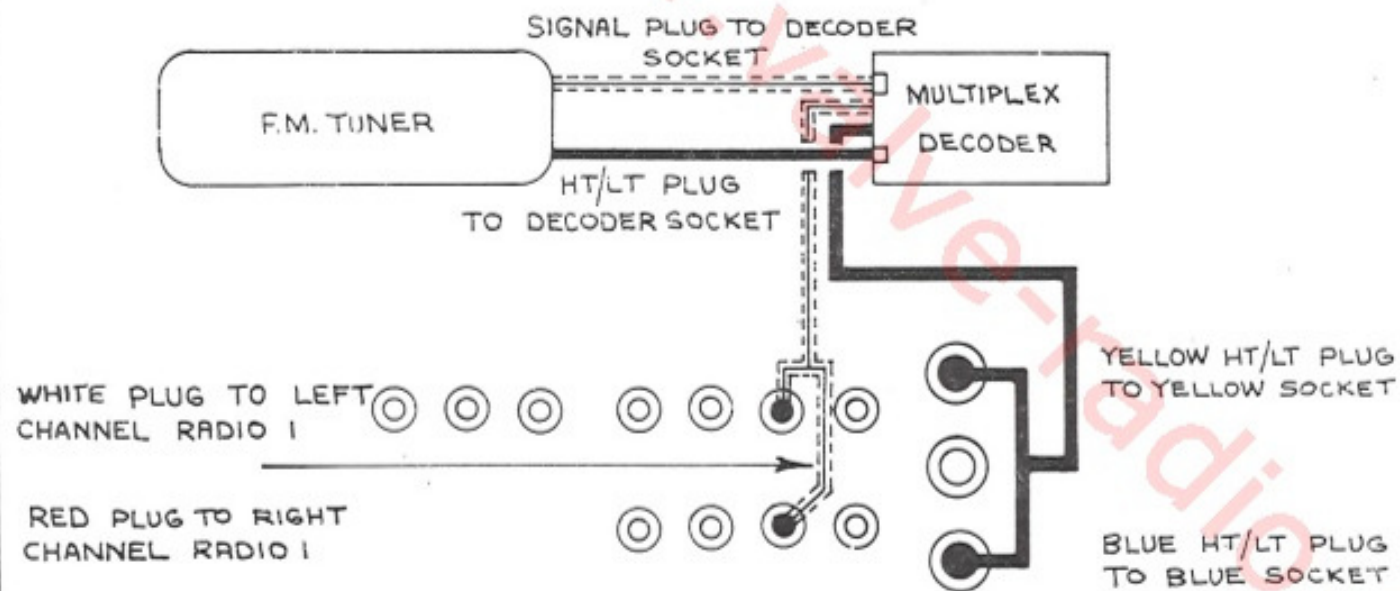 SIGNAL PLUG TO DECODER
SOCKET
F.M. TUNER
MULTIPLEX
DECODER
HT/LT PLUG
TO DECODER SOCKET
YELLOW HT/LT PLUG
TO YELLOW SOCKET
WHITE PLUG TO LEFT
CHANNEL RADIO 1
RED PLUG TO RIGHT
CHANNEL RADIO 1
BLUE HT/LT PLUG
TO BLUE SOCKET
valve-radio